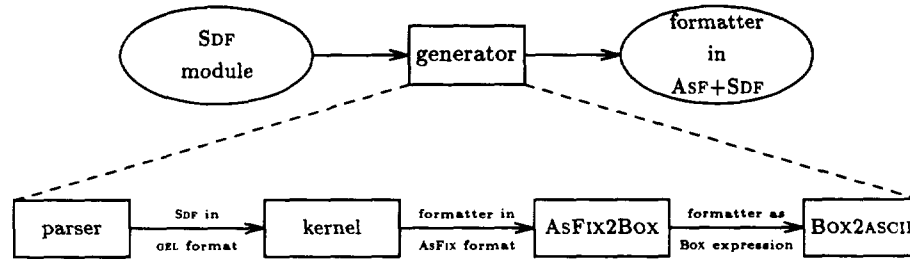 SDF
module
generator
formatter
in
ASF+SDF
parser
SDF in
GEL format
kernel
formatter in
ASFIX format
ASFIX2BOX
formatter as
BOX expression
BOX2ASCII